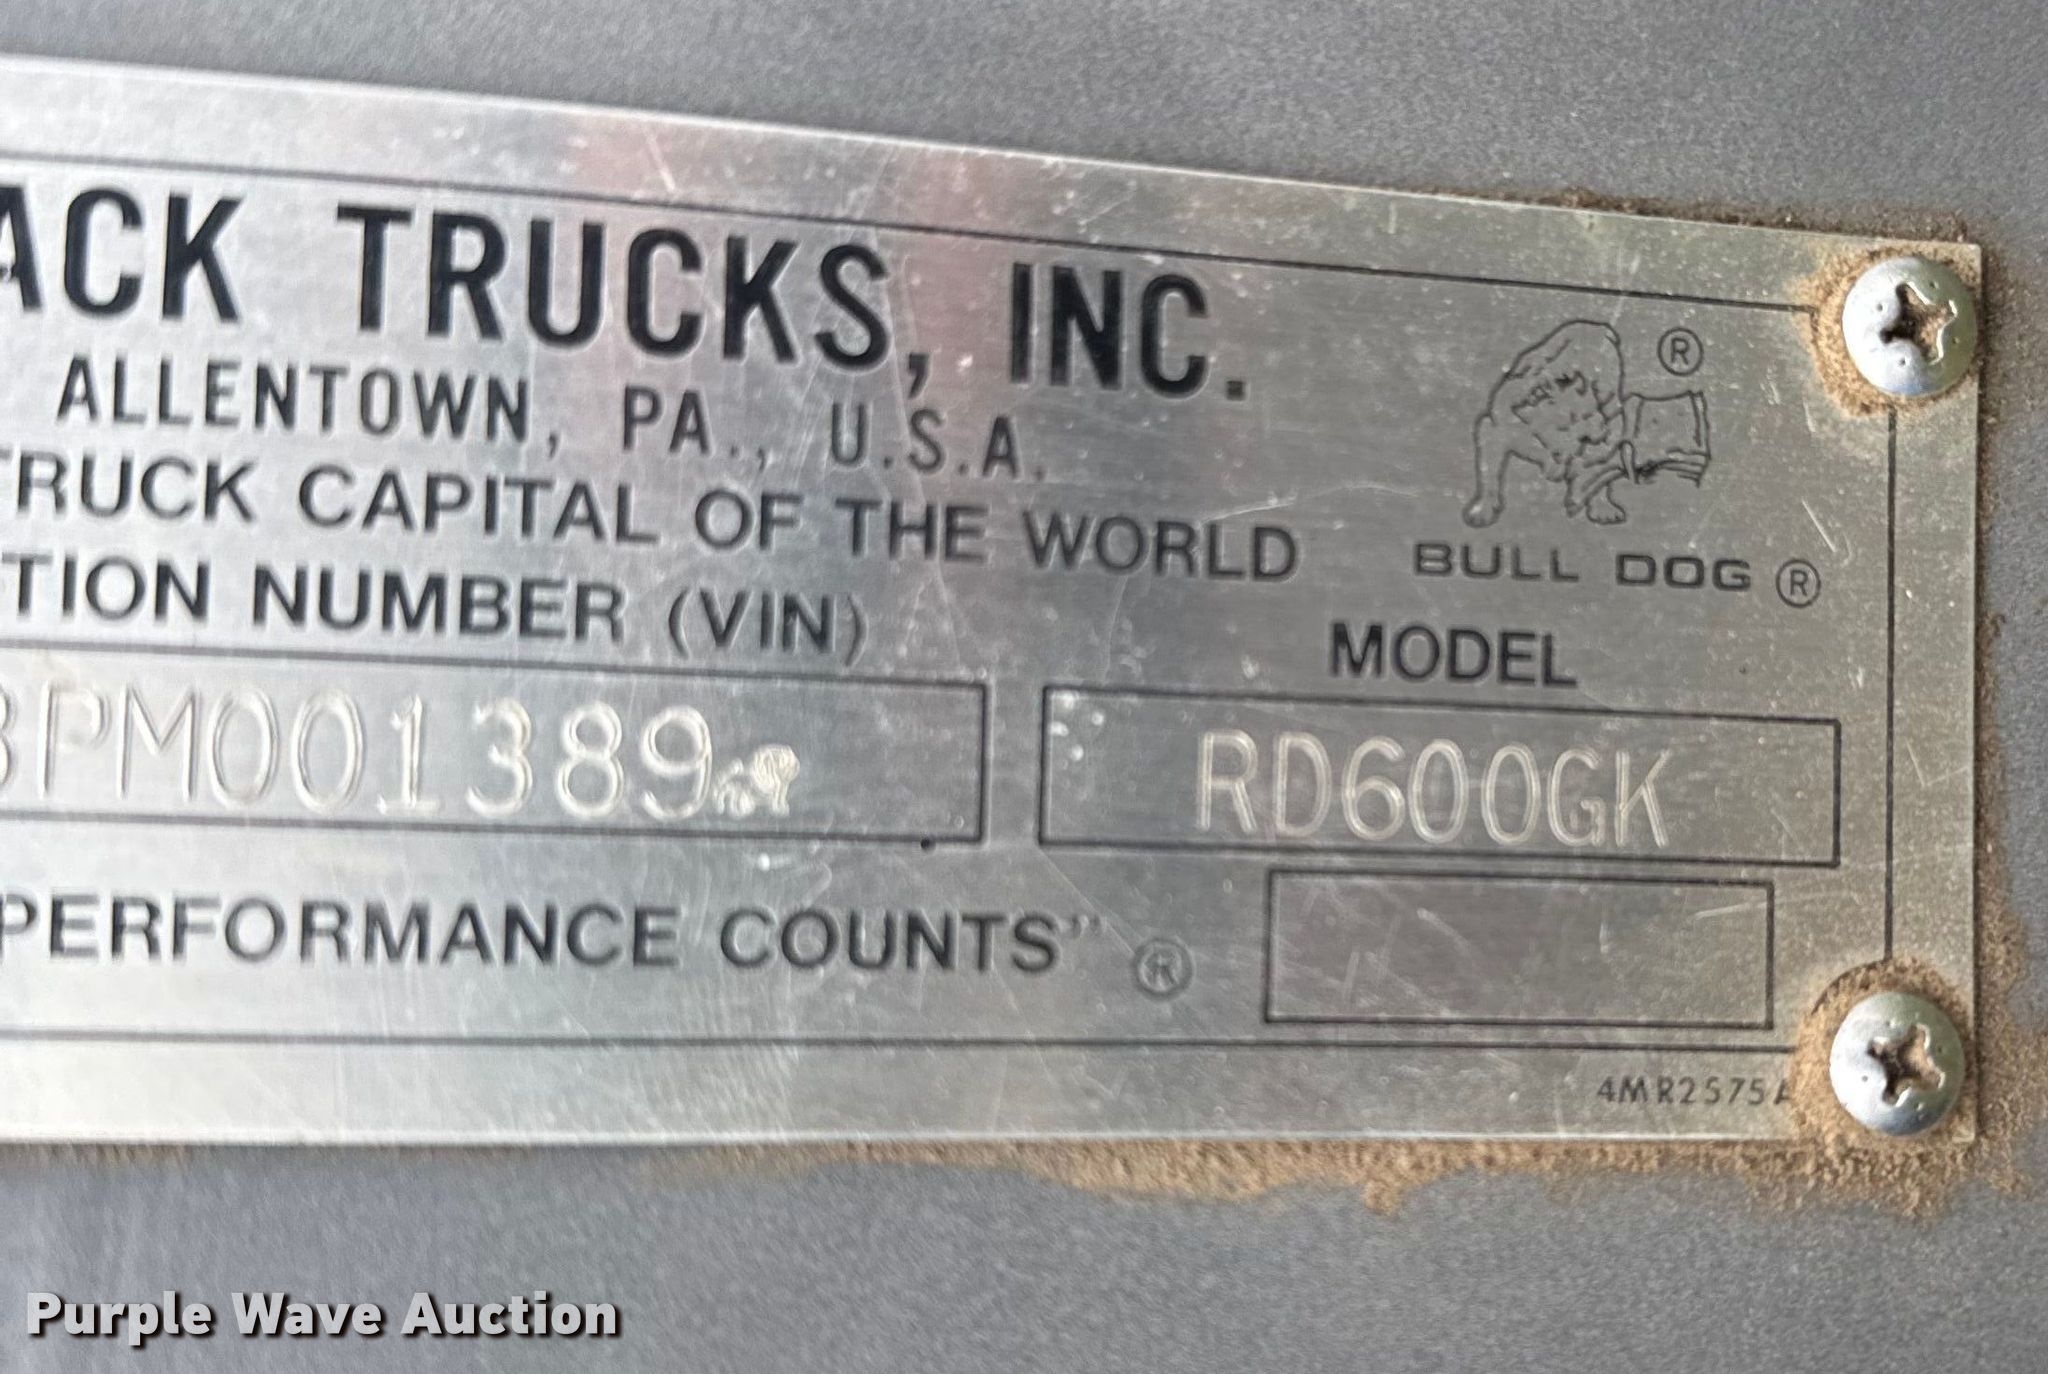 ACK TRUCKS, INC.
ALLENTOWN, PA., U.S.A.
®
TRUCK CAPITAL OF THE WORLD
BULL DOG ®
TION NUMBER (VIN)
MODEL
3PM001389
RD600GK
PERFORMANCE COUNTS" ®
4MR2575A
Purple Wave Auction